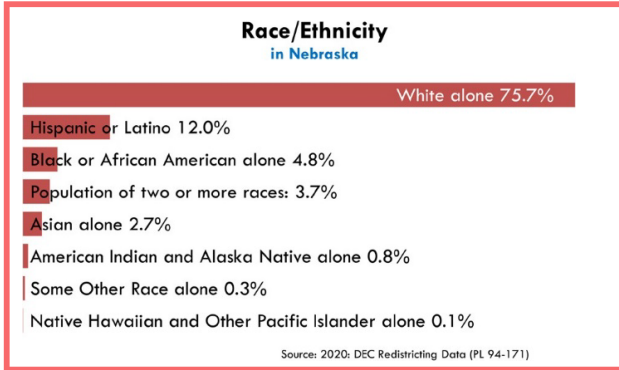 Race/Ethnicity
in Nebraska
White alone 75.7%
Hispanic or Latino 12.0%
Black or African American alone 4.8%
Population of two or more races: 3.7%
Asian alone 2.7%
American Indian and Alaska Native alone 0.8%
Some Other Race alone 0.3%
Native Hawaiian and Other Pacific Islander alone 0.1%
Source: 2020: DEC Redistricting Data (PL 94-171)